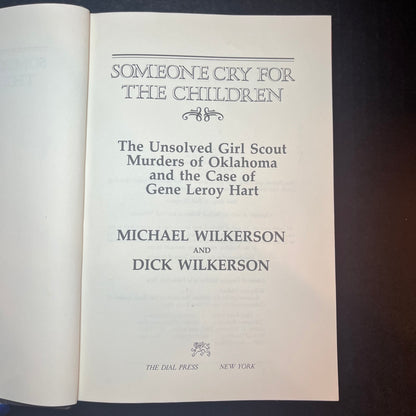 SOMEONE CRY FOR
THE CHILDREN
The Unsolved Girl Scout
Murders of Oklahoma
and the Case of
Gene Leroy Hart
MICHAEL WILKERSON
AND
DICK WILKERSON
THE DIAL PRESS NEW YORK